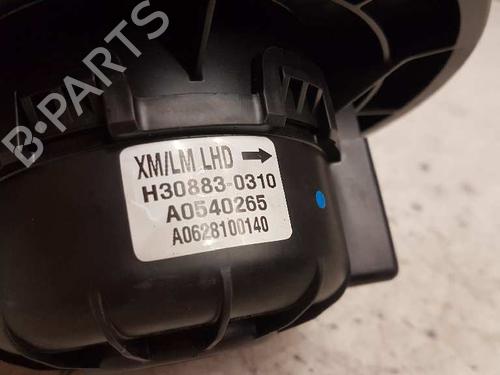 B-PARTS
XM/LM LHD →
H30883-0310
A0540265
A0628100140